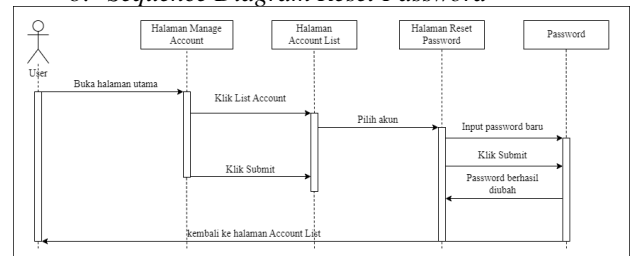 Sequence Diagram Reset Password
Halaman Manage
Account
Halaman
Account List
Halaman Reset
Password
Password
User
Buka halaman utama
Klik List Account
Pilih akun
Input password baru
Klik Submit
Klik Submit
Password berhasil
diubah
kembali ke halaman Account List